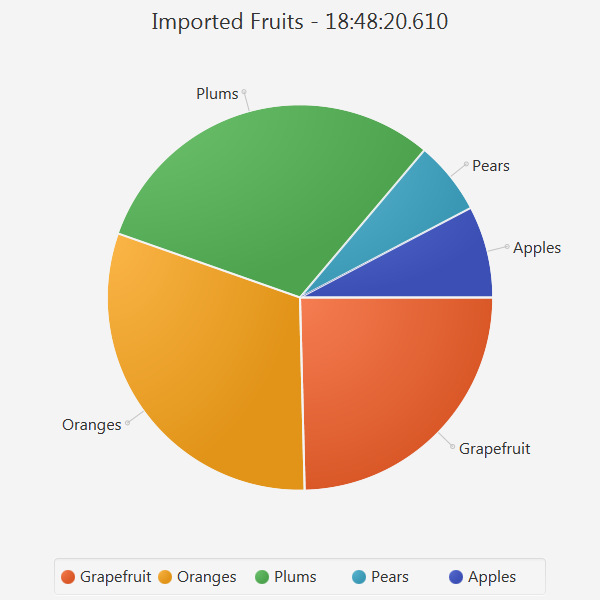 Imported Fruits - 18:48:20.610
Plums
Pears
Apples
Oranges
Grapefruit
Grapefruit Oranges Plums Pears Apples